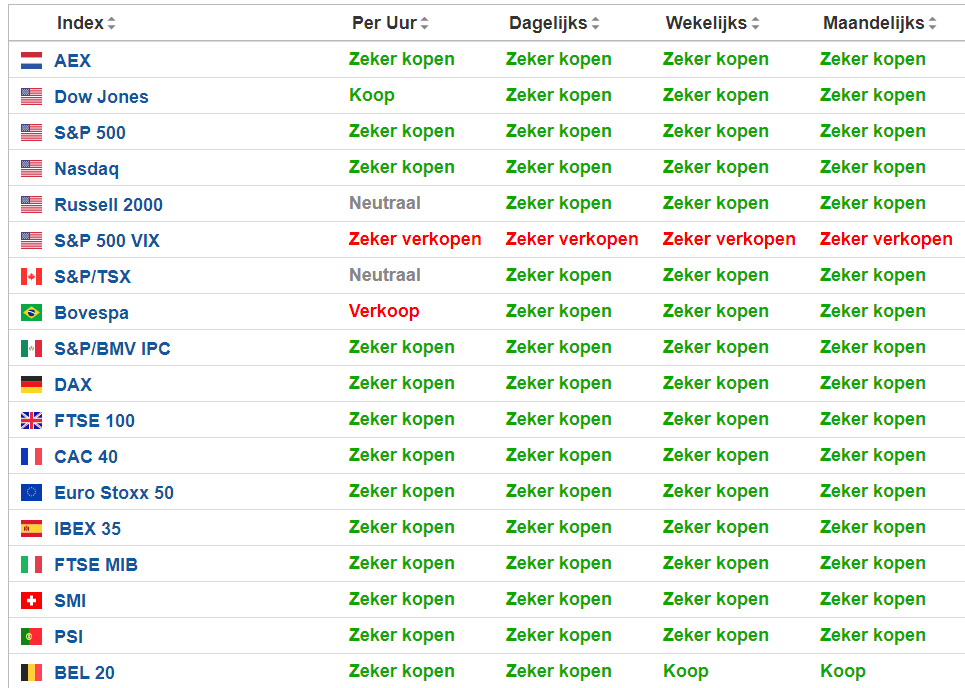 Index Per Uur Dagelijks Wekelijks Maandelijks
AEX Zeker kopen Zeker kopen Zeker kopen Zeker kopen
Dow Jones Koop Zeker kopen Zeker kopen Zeker kopen
S&P 500 Zeker kopen Zeker kopen Zeker kopen Zeker kopen
Nasdaq Zeker kopen Zeker kopen Zeker kopen Zeker kopen
Russell 2000 Neutraal Zeker kopen Zeker kopen Zeker kopen
S&P 500 VIX Zeker verkopen Zeker verkopen Zeker verkopen Zeker verkopen
S&P/TSX Neutraal Zeker kopen Zeker kopen Zeker kopen
Bovespa Verkoop Zeker kopen Zeker kopen Zeker kopen
S&P/BMV IPC Zeker kopen Zeker kopen Zeker kopen Zeker kopen
DAX Zeker kopen Zeker kopen Zeker kopen Zeker kopen
FTSE 100 Zeker kopen Zeker kopen Zeker kopen Zeker kopen
CAC 40 Zeker kopen Zeker kopen Zeker kopen Zeker kopen
Euro Stoxx 50 Zeker kopen Zeker kopen Zeker kopen Zeker kopen
IBEX 35 Zeker kopen Zeker kopen Zeker kopen Zeker kopen
FTSE MIB Zeker kopen Zeker kopen Zeker kopen Zeker kopen
SMI Zeker kopen Zeker kopen Zeker kopen Zeker kopen
PSI Zeker kopen Zeker kopen Zeker kopen Zeker kopen
BEL 20 Zeker kopen Zeker kopen Koop Koop